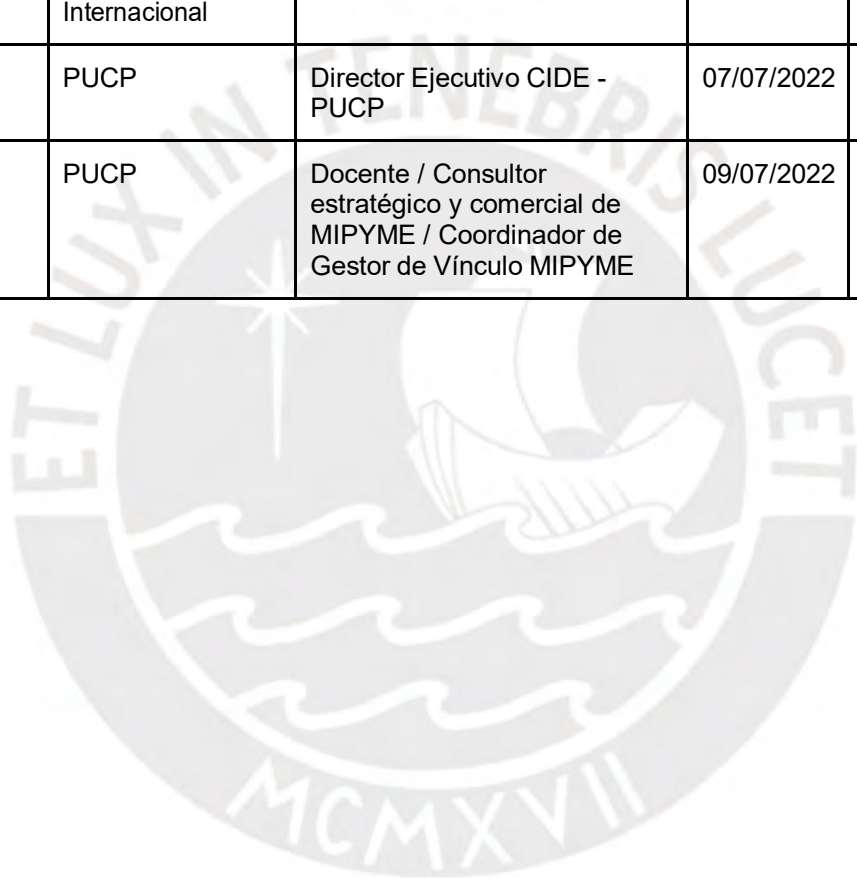 Internacional
PUCP
Director Ejecutivo CIDE -
PUCP
07/07/2022
PUCP
Docente / Consultor
estratégico y comercial de
MIPYME / Coordinador de
Gestor de Vínculo MIPYME
09/07/2022
ET LUX IN TENEBRIS LUCET
MCMXVII